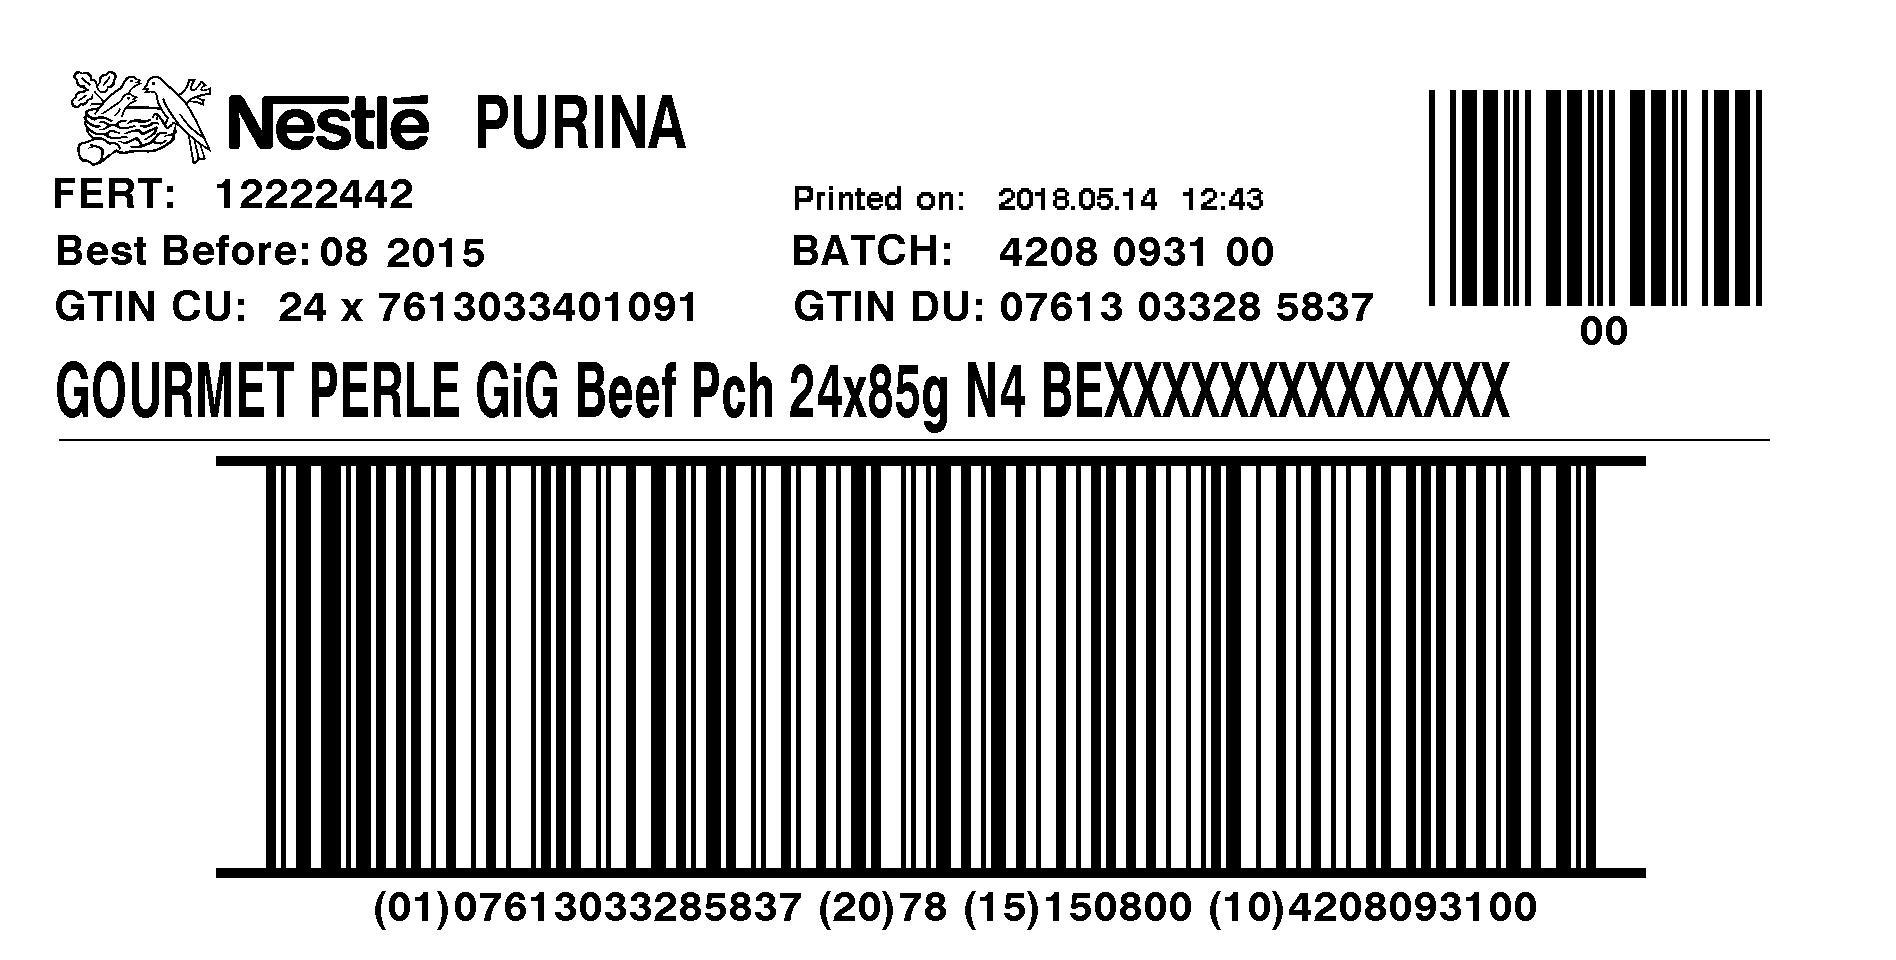 Nestlé PURINA
FERT: 12222442
Printed on: 2018.05.14 12:43
Best Before: 08 2015
BATCH: 4208 0931 00
GTIN CU: 24 x 7613033401091
GTIN DU: 07613 03328 5837
00
GOURMET PERLE GiG Beef Pch 24x85g N4 BEXXXXXXXXXXXXXX
(01)07613033285837 (20)78 (15)150800 (10)4208093100